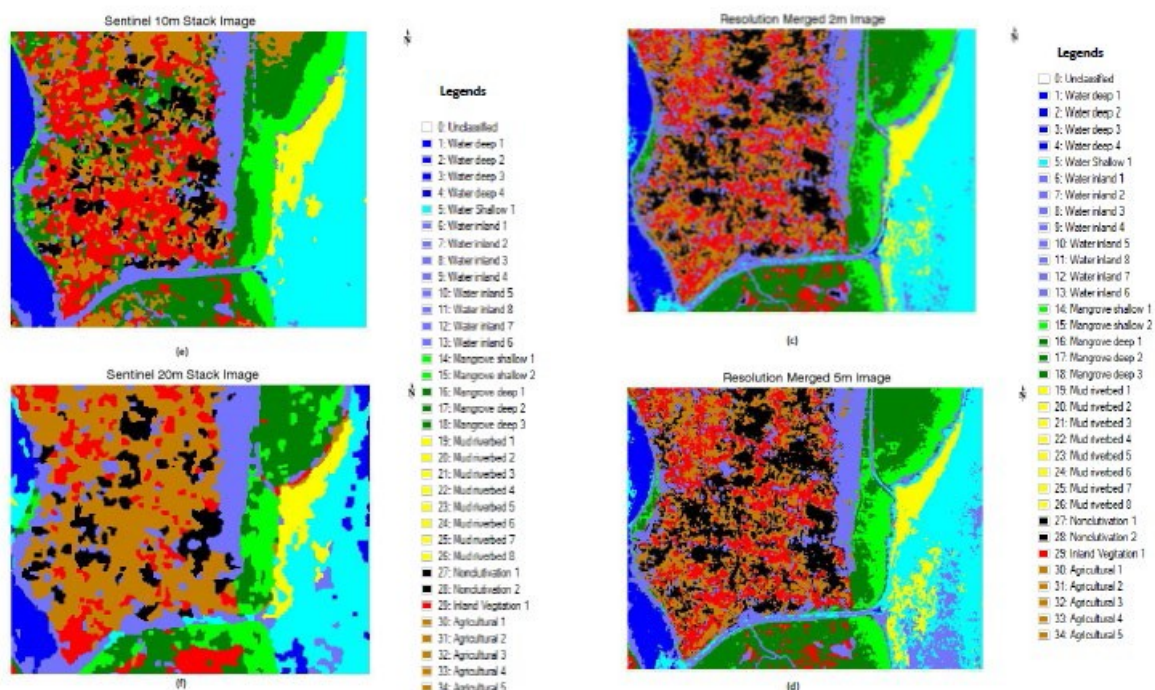 Sentinel 10m Stack Image
(e)
Sentinel 20m Stack Image
(f)
Legends
0: Unclassified
1: Water deep 1
2: Water deep 2
3: Water deep 3
4: Water deep 4
5: Water Shallow 1
6: Water inland 1
7: Water inland 2
8: Water inland 3
9: Water inland 4
10: Water inland 5
11: Water inland 8
12: Water inland 7
13: Water inland 6
14: Mangrove shallow 1
15: Mangrove shallow 2
16: Mangrove deep 1
17: Mangrove deep 2
18: Mangrove deep 3
19: Mud riverbed 1
20: Mud riverbed 2
21: Mud riverbed 3
22: Mud riverbed 4
23: Mud riverbed 5
24: Mud riverbed 6
25: Mud riverbed 7
26: Mud riverbed 8
27: Nonclutivation 1
28: Nonclutivation 2
29: Inland Vegitation 1
30: Agricultural 1
31: Agricultural 2
32: Agricultural 3
33: Agricultural 4
34: Agricultural 5
Resolution Merged 2m Image
(c)
Resolution Merged 5m Image
(d)
Legends
0: Unclassified
1: Water deep 1
2: Water deep 2
3: Water deep 3
4: Water deep 4
5: Water Shallow 1
6: Water inland 1
7: Water inland 2
8: Water inland 3
9: Water inland 4
10: Water inland 5
11: Water inland 8
12: Water inland 7
13: Water inland 6
14: Mangrove shallow 1
15: Mangrove shallow 2
16: Mangrove deep 1
17: Mangrove deep 2
18: Mangrove deep 3
19: Mud riverbed 1
20: Mud riverbed 2
21: Mud riverbed 3
22: Mud riverbed 4
23: Mud riverbed 5
24: Mud riverbed 6
25: Mud riverbed 7
26: Mud riverbed 8
27: Nonclutivation 1
28: Nonclutivation 2
29: Inland Vegitation 1
30: Agricultural 1
31: Agricultural 2
32: Agricultural 3
33: Agricultural 4
34: Agricultural 5